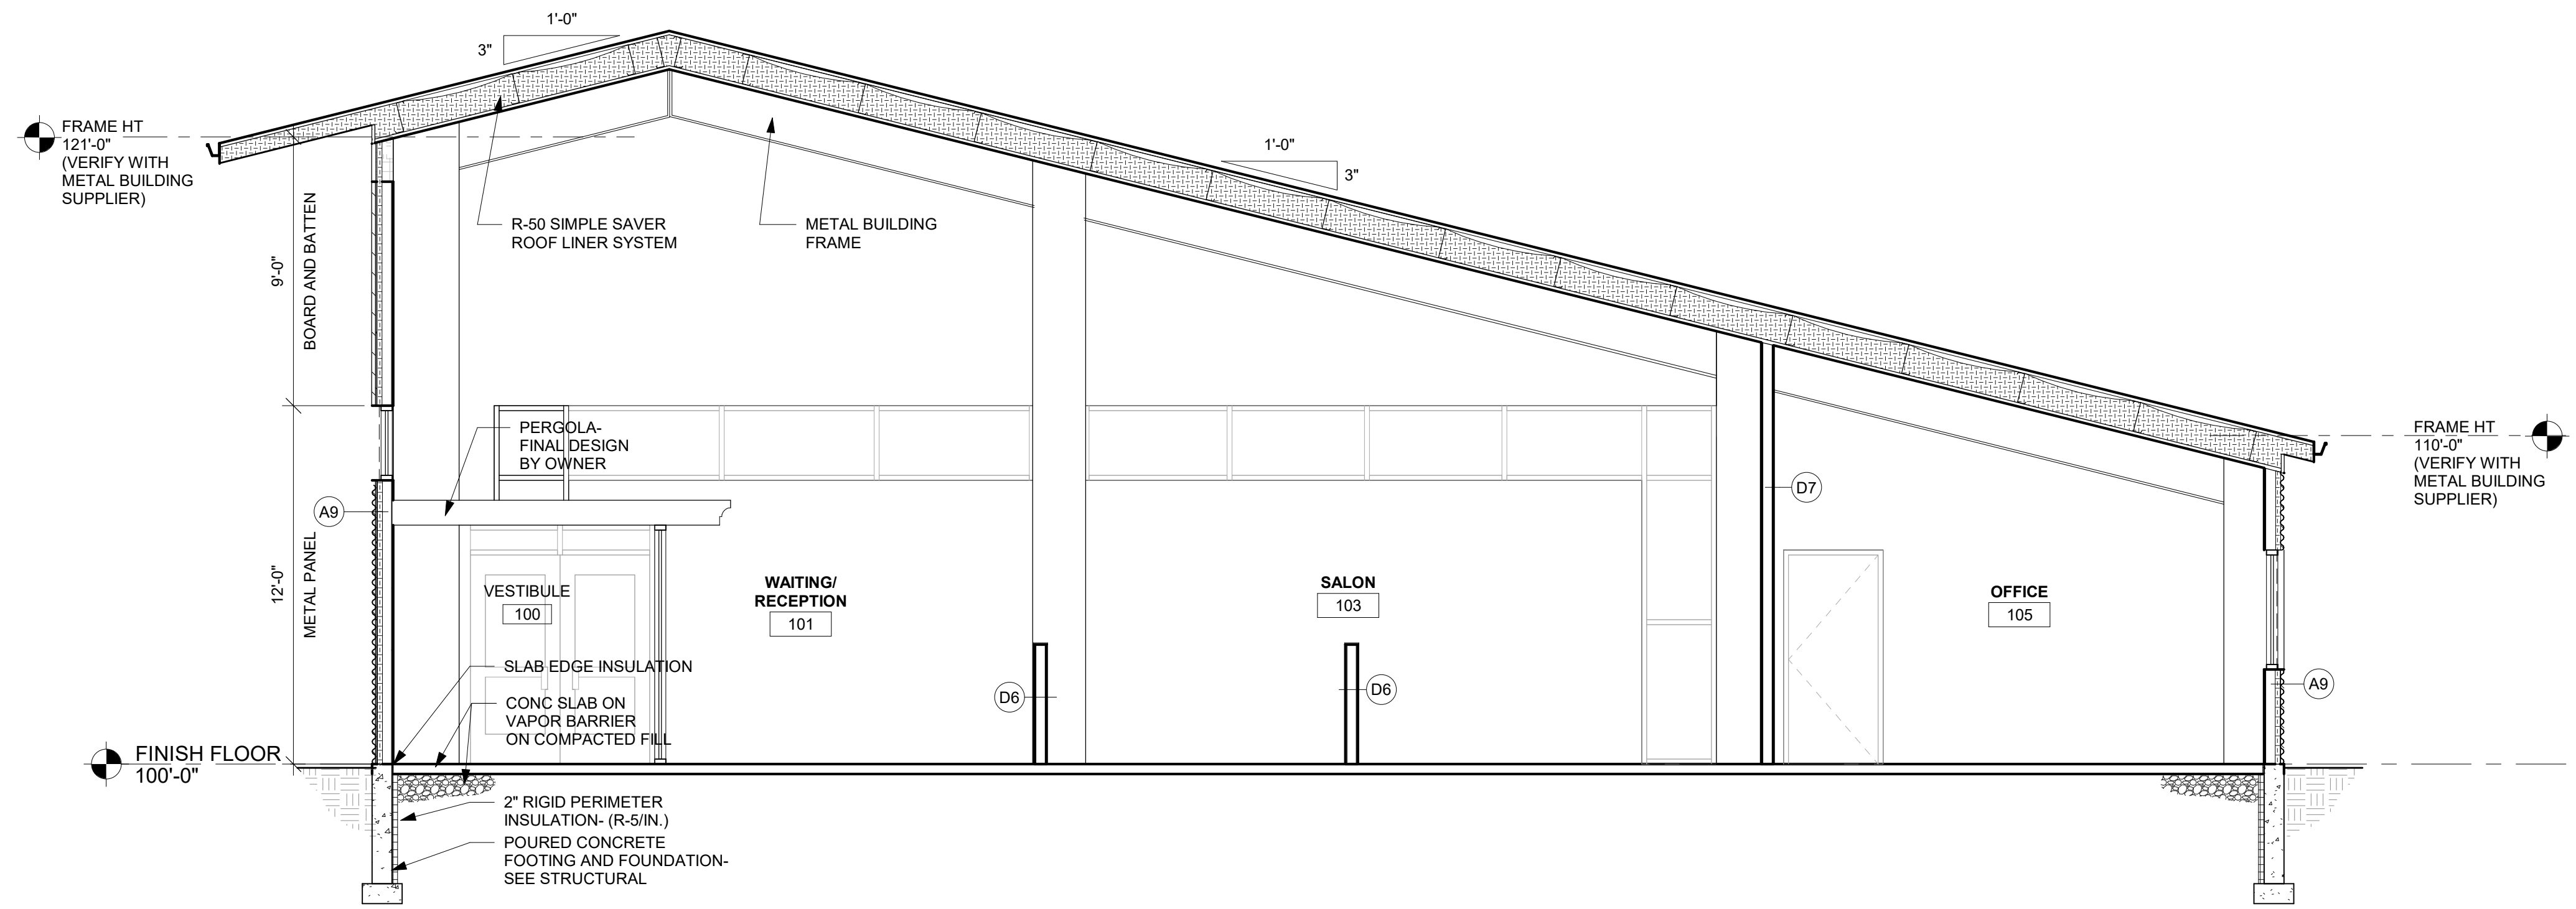 1'-0"
3"
FRAME HT
121'-0"
(VERIFY WITH
METAL BUILDING
SUPPLIER)
1'-0"
3"
R-50 SIMPLE SAVER
ROOF LINER SYSTEM
METAL BUILDING
FRAME
9'-0"
BOARD AND BATTEN
PERGOLA-
FINAL DESIGN
BY OWNER
FRAME HT
110'-0"
(VERIFY WITH
METAL BUILDING
SUPPLIER)
A9
D7
12'-0"
METAL PANEL
VESTIBULE
100
WAITING/
RECEPTION
101
SALON
103
OFFICE
105
SLAB EDGE INSULATION
D6
D6
A9
CONC SLAB ON
VAPOR BARRIER
ON COMPACTED FILL
FINISH FLOOR
100'-0"
2" RIGID PERIMETER
INSULATION- (R-5/IN.)
POURED CONCRETE
FOOTING AND FOUNDATION-
SEE STRUCTURAL